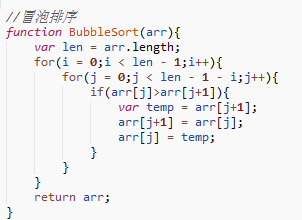 //冒泡排序
function BubbleSort(arr){
    var len = arr.length;
    for(i = 0;i < len - 1;i++){
        for(j = 0;j < len - 1 - i;j++){
            if(arr[j]>arr[j+1]){
                var temp = arr[j+1];
                arr[j+1] = arr[j];
                arr[j] = temp;
            }
        }
    }
    return arr;
}